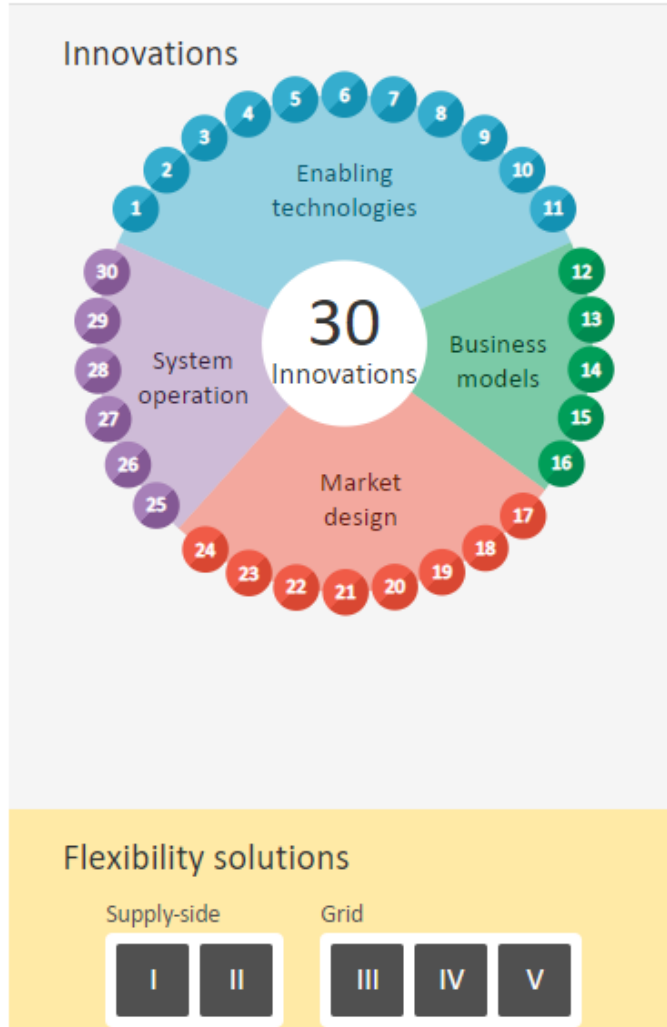 Innovations
1
2
3
4
5
6
7
8
9
10
11
Enabling
technologies
12
13
14
15
16
Business
models
17
18
19
20
21
22
23
24
Market
design
25
26
27
28
29
30
System
operation
30
Innovations
Flexibility solutions
Supply-side
I
II
Grid
III
IV
V